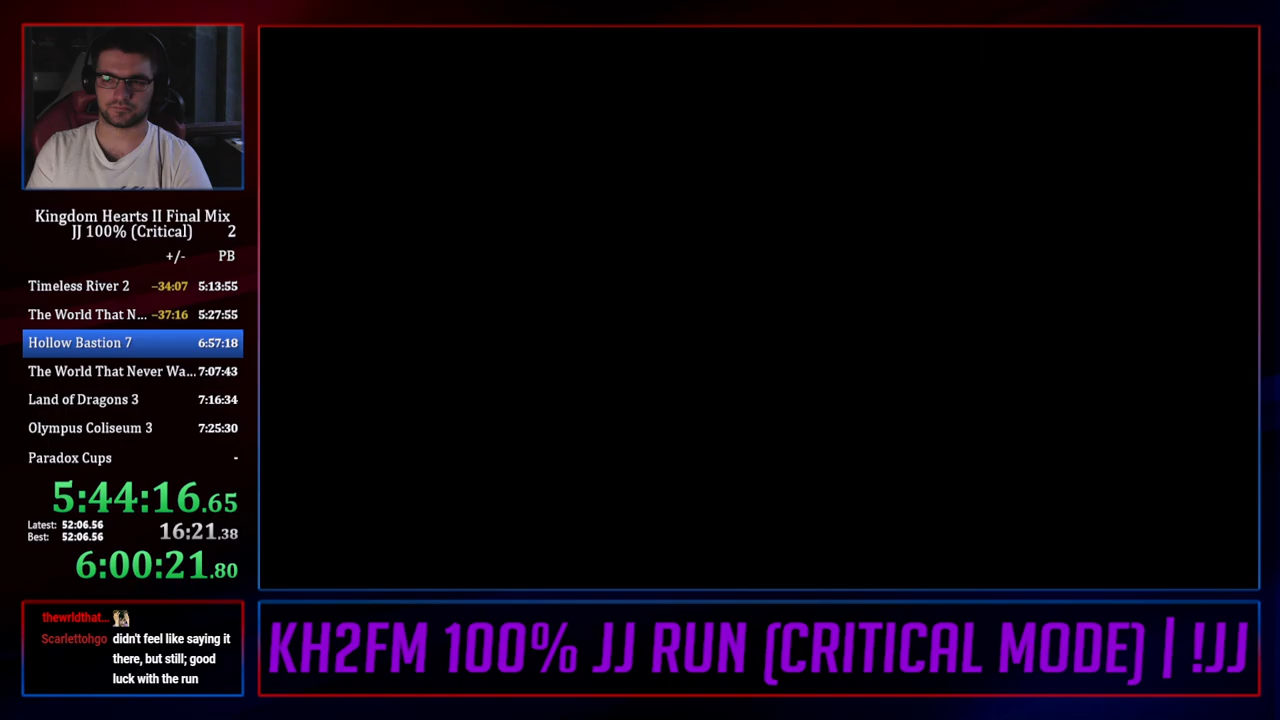 Kingdom Hearts II Final Mix
JJ 100% (Critical) 2
+/- PB
Timeless River 2 −34:07 5:13:55
The World That N... −37:16 5:27:55
Hollow Bastion 7 6:57:18
The World That Never Wa... 7:07:43
Land of Dragons 3 7:16:34
Olympus Coliseum 3 7:25:30
Paradox Cups -
5:44:16.65
Latest: 52:06.56
Best: 52:06.56
16:21.38
6:00:21.80
thewrldthat...
Scarlettohgo didn't feel like saying it
there, but still; good
luck with the run
KH2FM 100% JJ RUN (CRITICAL MODE) | !JJ